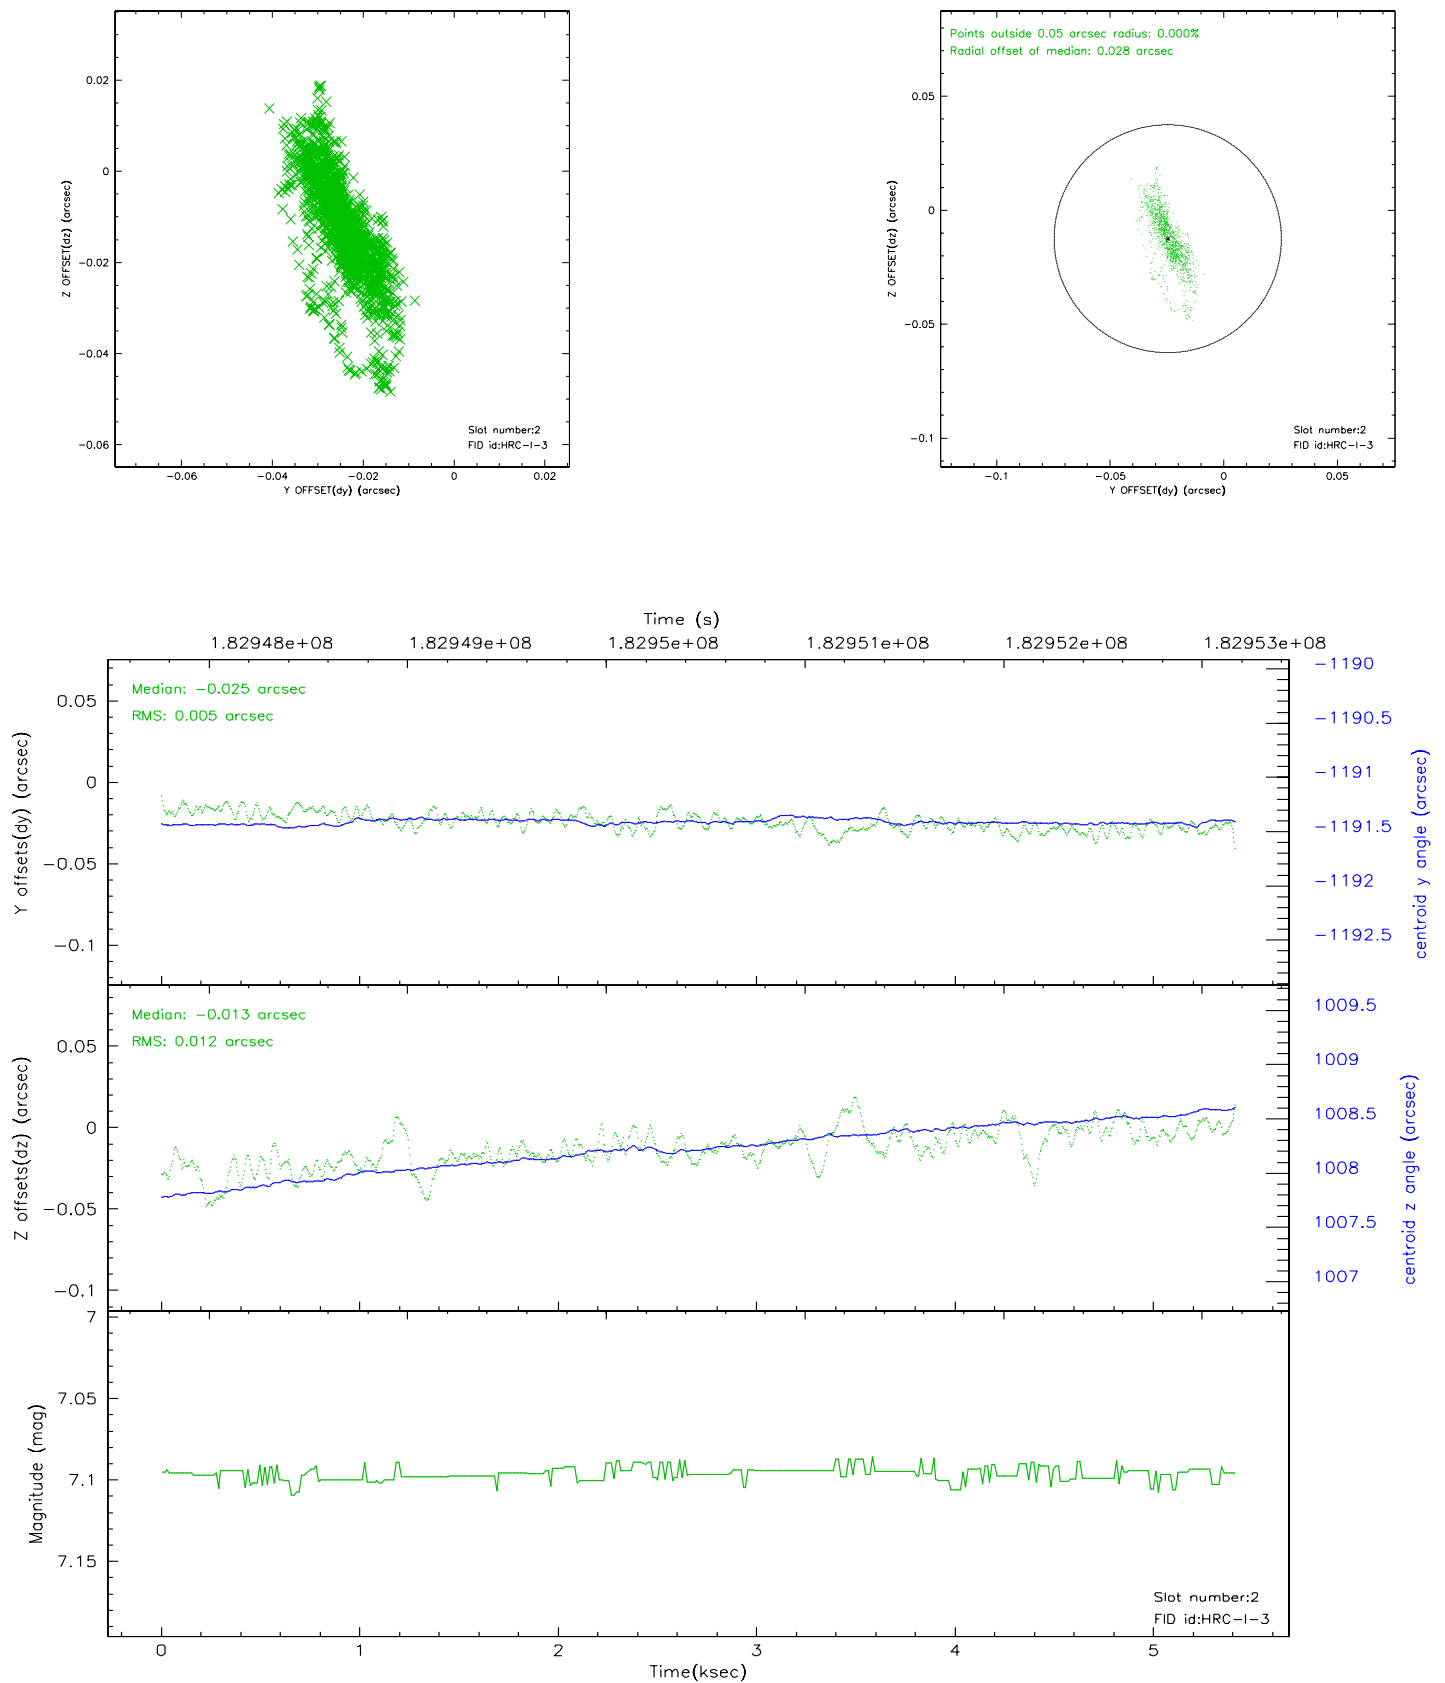 0.02
0
-0.02
-0.04
-0.06
Z OFFSET(dz) (arcsec)
Slot number:2
FID id:HRC-I-3
-0.06 -0.04 -0.02 0 0.02
Y OFFSET(dy) (arcsec)
Points outside 0.05 arcsec radius: 0.000%
Radial offset of median: 0.028 arcsec
0.05
0
-0.05
-0.1
Z OFFSET(dz) (arcsec)
Slot number:2
FID id:HRC-I-3
-0.1 -0.05 0 0.05
Y OFFSET(dy) (arcsec)
Time (s)
1.82948e+08 1.82949e+08 1.8295e+08 1.82951e+08 1.82952e+08 1.82953e+08
Median: -0.025 arcsec
RMS: 0.005 arcsec
0.05
0
-0.05
-0.1
Y offsets(dy) (arcsec)
-1190
-1190.5
-1191
-1191.5
-1192
-1192.5
centroid y angle (arcsec)
Median: -0.013 arcsec
RMS: 0.012 arcsec
0.05
0
-0.05
-0.1
Z offsets(dz) (arcsec)
1009.5
1009
1008.5
1008
1007.5
1007
centroid z angle (arcsec)
7
7.05
7.1
7.15
Magnitude (mag)
Slot number:2
FID id:HRC-I-3
0 1 2 3 4 5
Time(ksec)